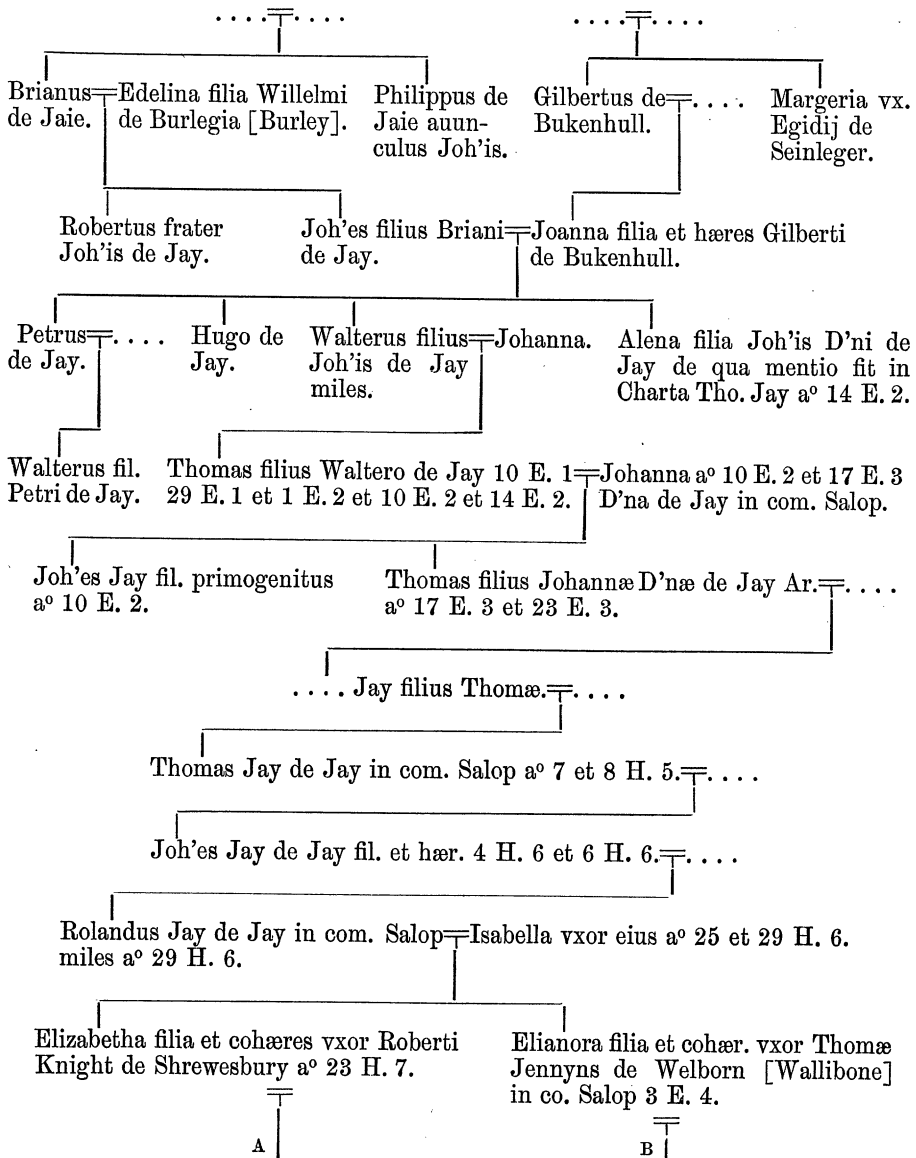 . . . . . . . .
. . . . . . . .
Brianus
de Jaie.
Edelina filia Willelmi
de Burlegia [Burley].
Philippus de
Jaie auun-
culus Joh'is.
Gilbertus de . . . .
Bukenhull.
Margeria vx.
Egidij de
Seinleger.
Robertus frater
Joh'is de Jay.
Joh'es filius Briani
de Jay.
Joanna filia et hæres Gilberti
de Bukenhull.
Petrus . . . .
de Jay.
Hugo de
Jay.
Walterus filius
Joh'is de Jay
miles.
Johanna.
Alena filia Joh'is D'ni de
Jay de qua mentio fit in
Charta Tho. Jay aº 14 E. 2.
Walterus fil.
Petri de Jay.
Thomas filius Waltero de Jay 10 E. 1
29 E. 1 et 1 E. 2 et 10 E. 2 et 14 E. 2.
Johanna aº 10 E. 2 et 17 E. 3
D'na de Jay in com. Salop.
Joh'es Jay fil. primogenitus
aº 10 E. 2.
Thomas filius Johannæ D'næ de Jay Ar. . . . .
aº 17 E. 3 et 23 E. 3.
. . . . Jay filius Thomæ. . . . .
Thomas Jay de Jay in com. Salop aº 7 et 8 H. 5. . . . .
Joh'es Jay de Jay fil. et hær. 4 H. 6 et 6 H. 6. . . . .
Rolandus Jay de Jay in com. Salop
miles aº 29 H. 6.
Isabella vxor eius aº 25 et 29 H. 6.
Elizabetha filia et cohæres vxor Roberti
Knight de Shrewesbury aº 23 H. 7.
Elianora filia et cohær. vxor Thomæ
Jennyns de Welborn [Wallibone]
in co. Salop 3 E. 4.
A
B